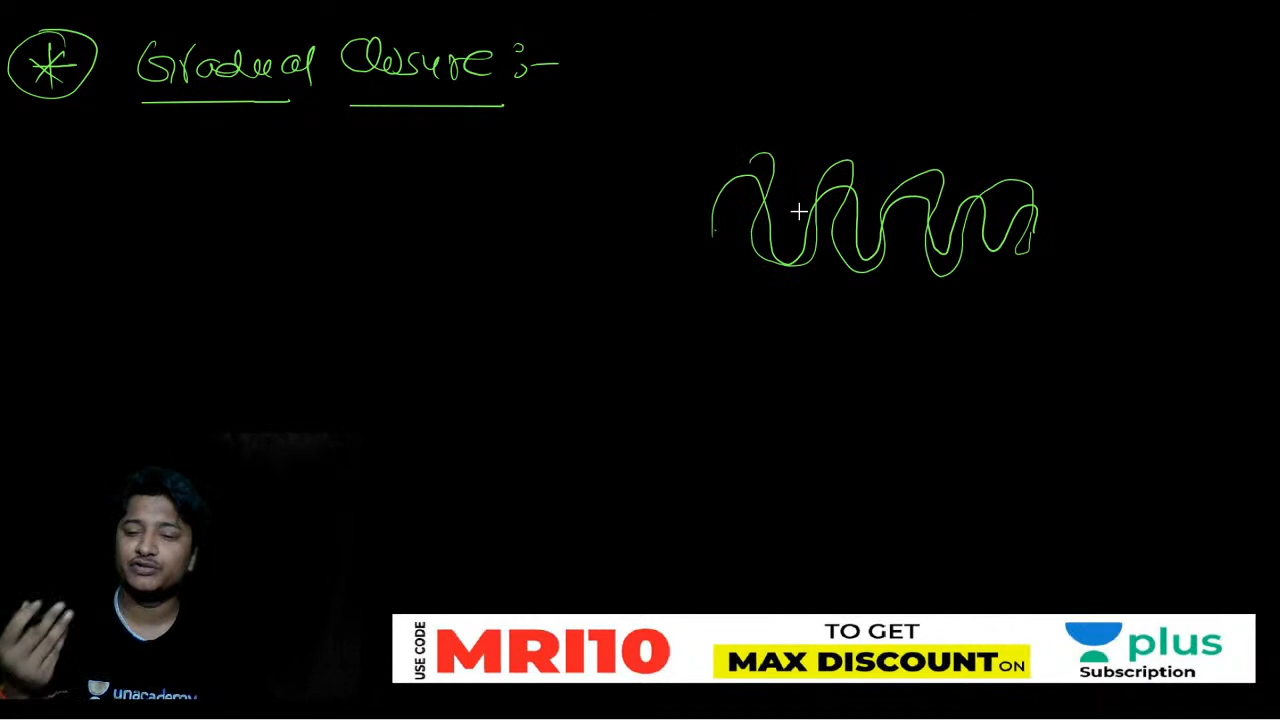 * Gradual Closure :-
USE CODE
MRI10
TO GET
MAX DISCOUNT ON
plus
Subscription
unacademy